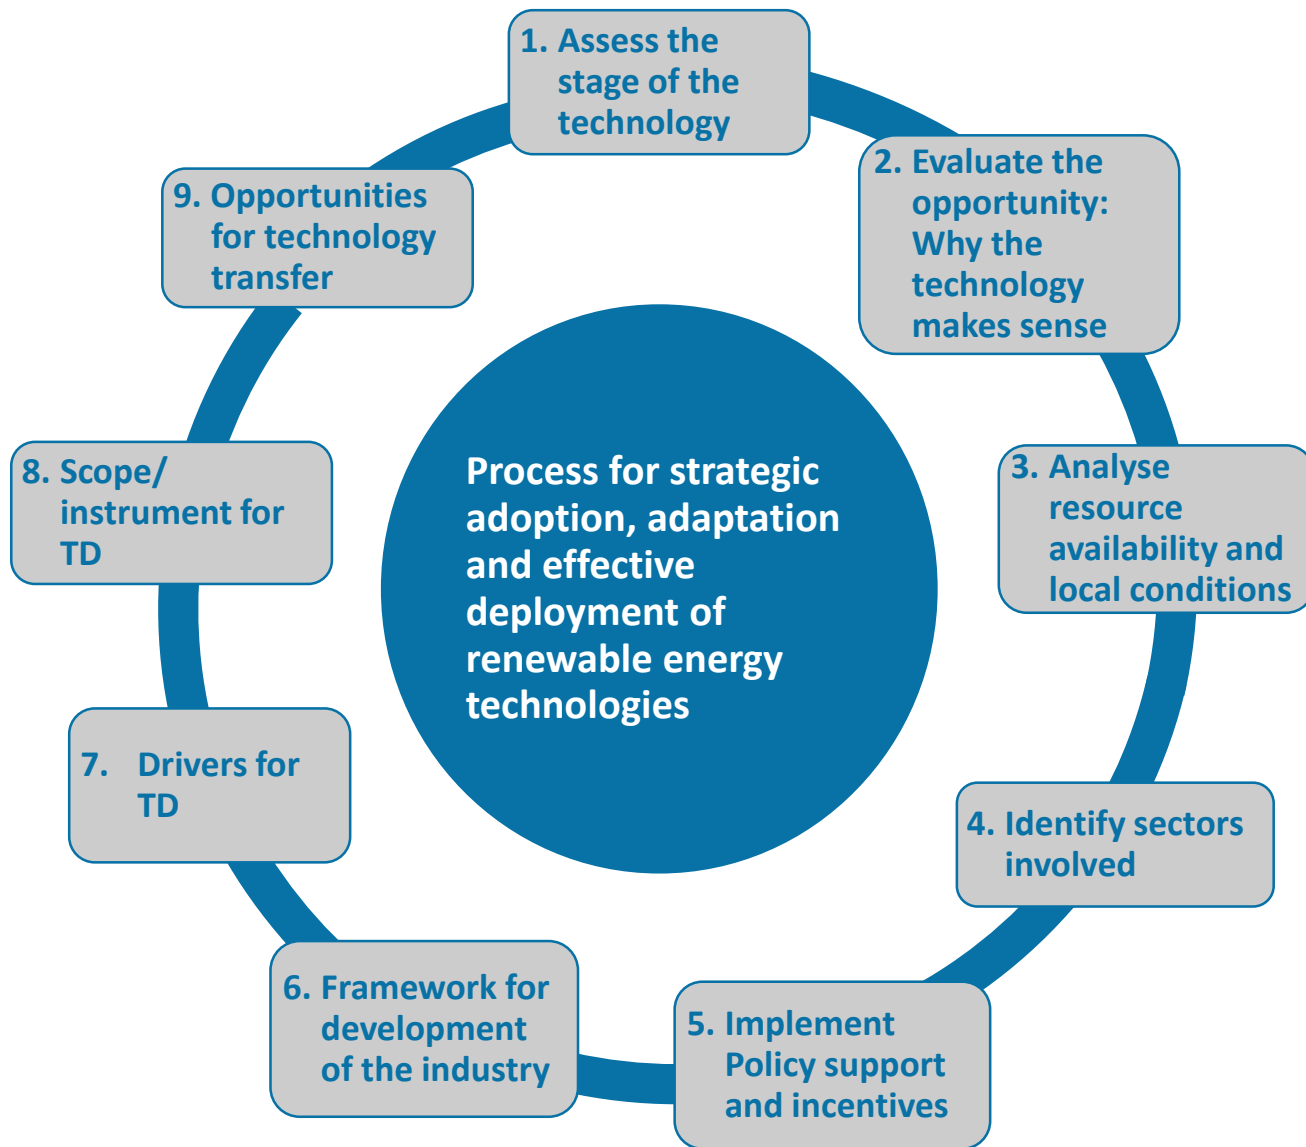 1. Assess the
stage of the
technology
2. Evaluate the
opportunity:
Why the
technology
makes sense
3. Analyse
resource
availability and
local conditions
4. Identify sectors
involved
5. Implement
Policy support
and incentives
6. Framework for
development
of the industry
7. Drivers for
TD
8. Scope/
instrument for
TD
9. Opportunities
for technology
transfer
Process for strategic
adoption, adaptation
and effective
deployment of
renewable energy
technologies